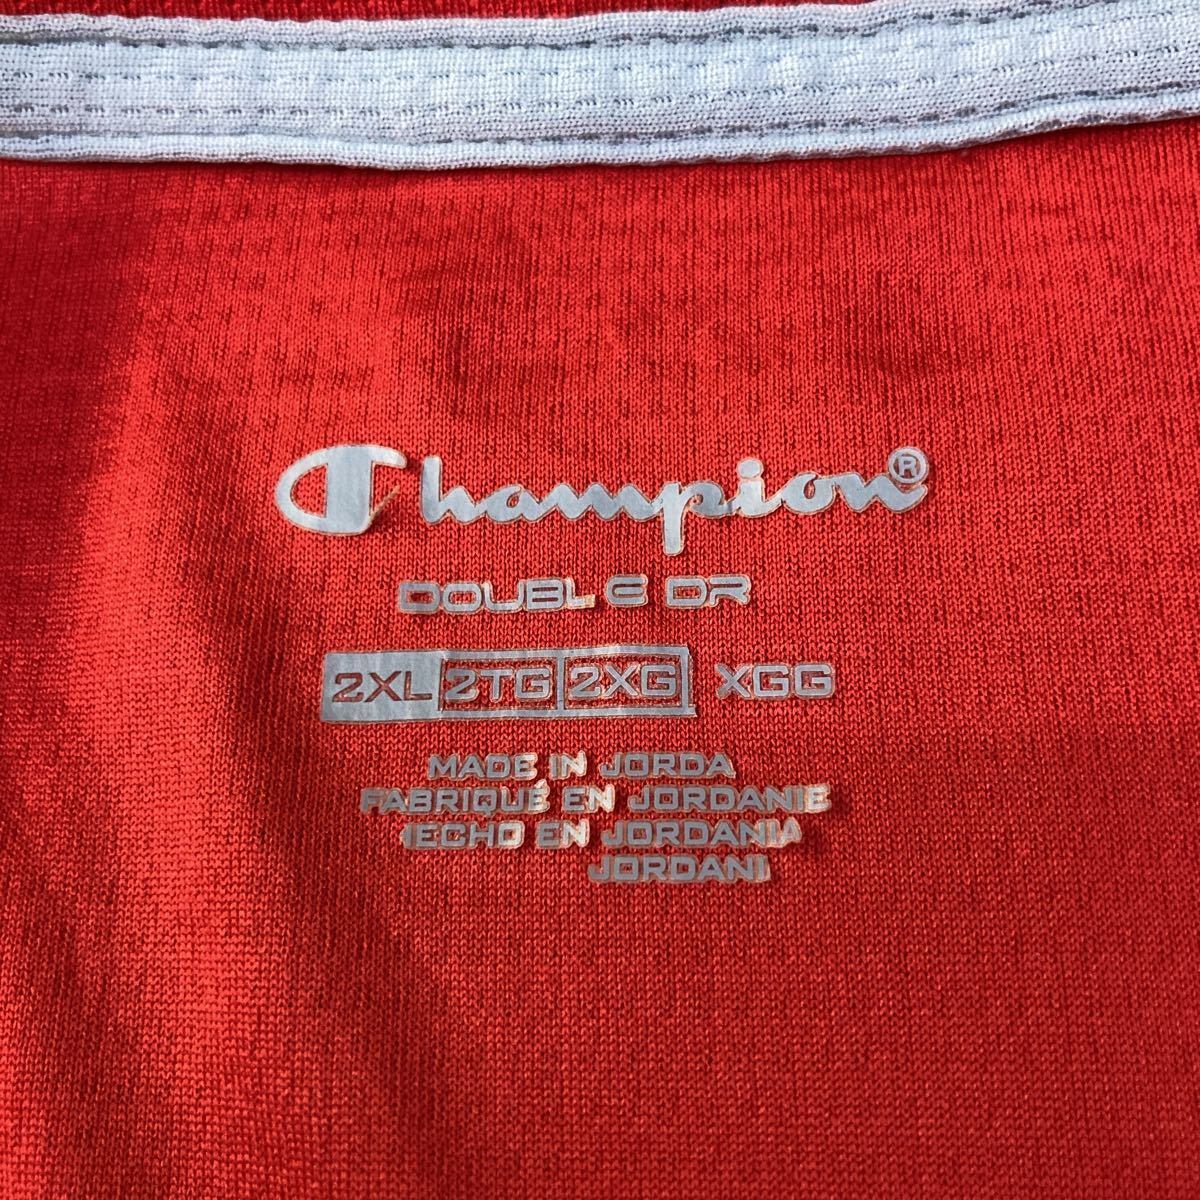 Champion®
DOUBL E DR
2XL 2TG 2XG XGG
MADE IN JORDA
FABRIQUÉ EN JORDANIE
IECHO EN JORDANIA
JORDANI